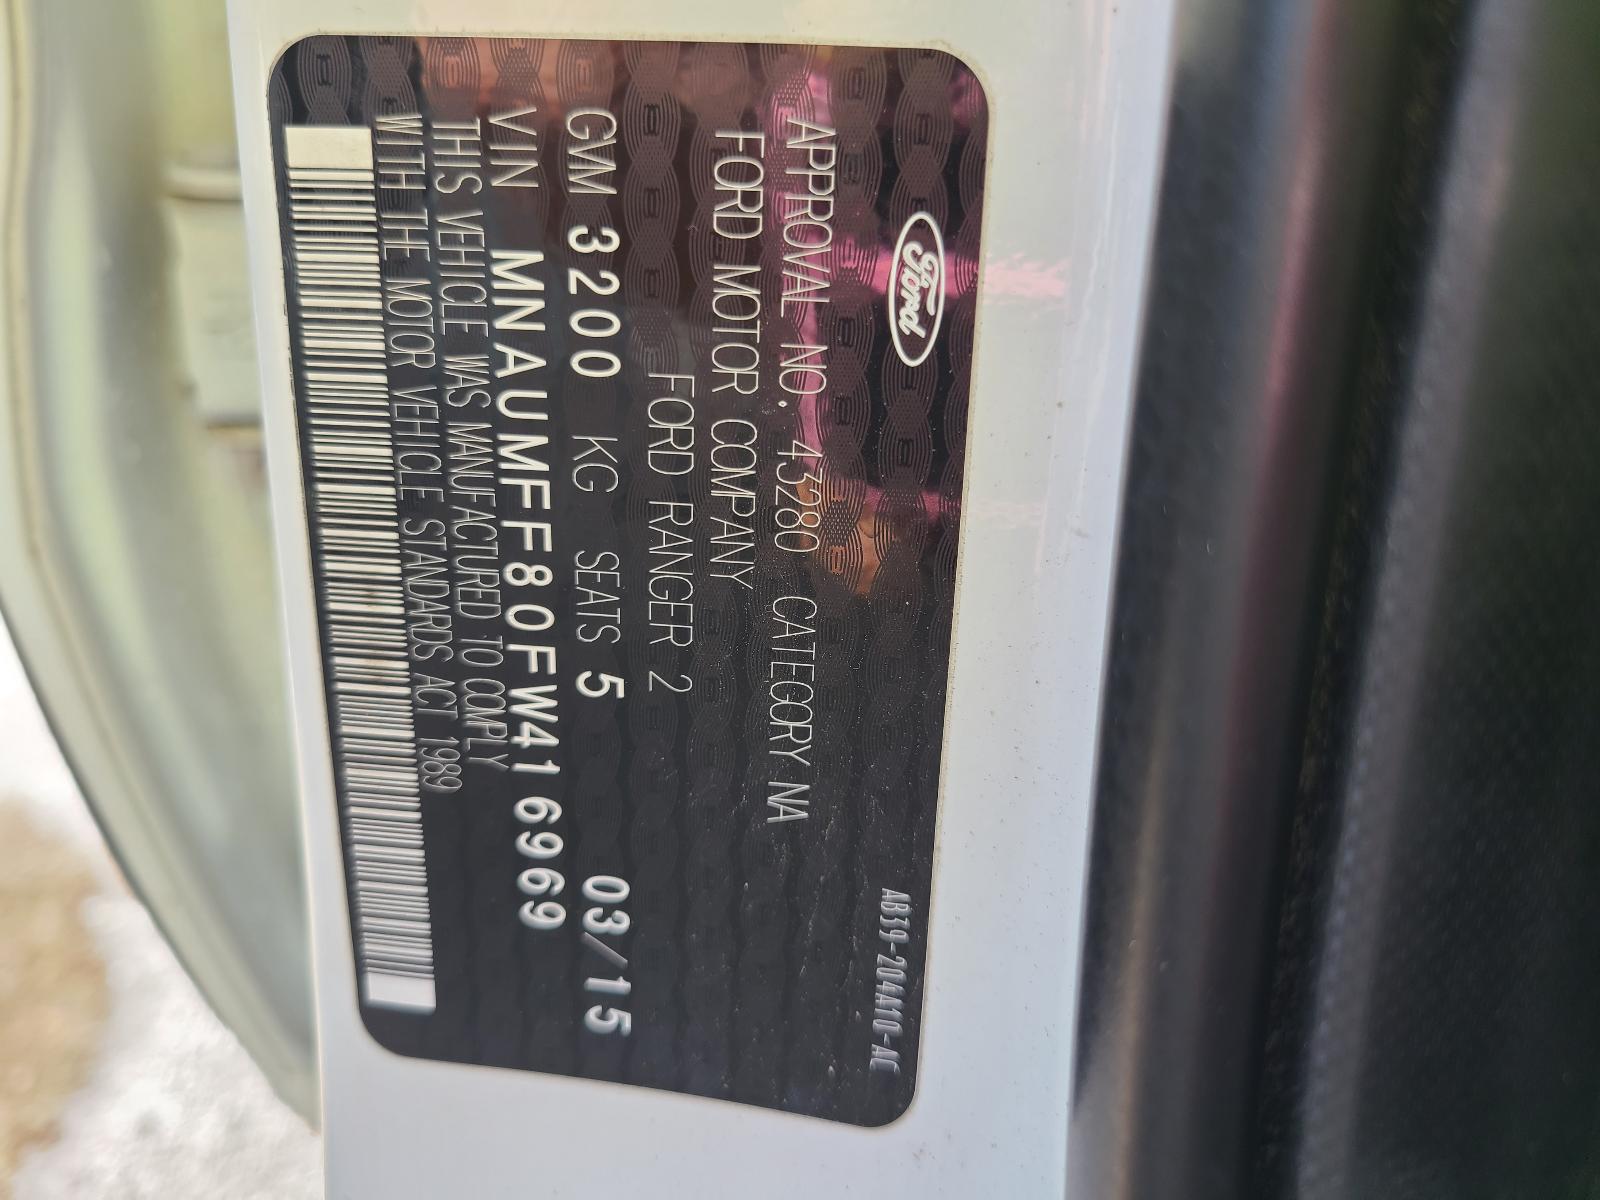 Ford
AB39-204A10-AC
APPROVAL NO. 43280 CATEGORY NA
FORD MOTOR COMPANY
FORD RANGER 2
GVM 3200 KG SEATS 5 03/15
VIN MNAUMFF80FW416969
THIS VEHICLE WAS MANUFACTURED TO COMPLY
WITH THE MOTOR VEHICLE STANDARDS ACT 1989